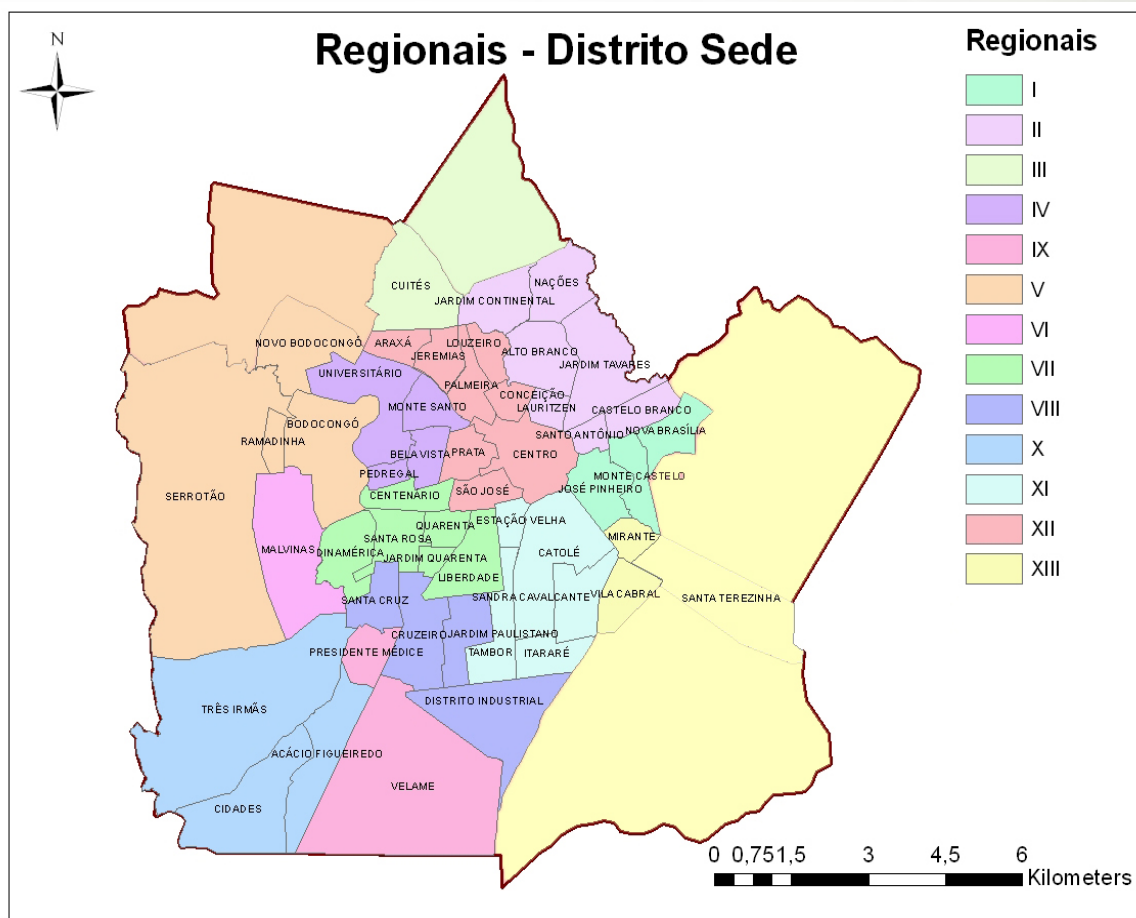 Regionais - Distrito Sede
N
Regionais
I
II
III
IV
IX
V
VI
VII
VIII
X
XI
XII
XIII
CUITÉS
NAÇÕES
JARDIM CONTINENTAL
NOVO BODOCONGÓ
ARAXÁ
LOUZEIRO
JEREMIAS
ALTO BRANCO
JARDIM TAVARES
UNIVERSITÁRIO
PALMEIRA
CONCEIÇÃO
LAURITZEN
MONTE SANTO
CASTELO BRANCO
BODOCONGÓ
NOVA BRASÍLIA
SANTO ANTÔNIO
RAMADINHA
BELA VISTA
PRATA
CENTRO
PEDREGAL
MONTE CASTELO
JOSÉ PINHEIRO
SERROTÃO
CENTENÁRIO
SÃO JOSÉ
ESTAÇÃO VELHA
QUARENTA
SANTA ROSA
MIRANTE
MALVINAS
DINAMÉRICA
JARDIM QUARENTA
CATOLÉ
LIBERDADE
SANTA CRUZ
SANDRA CAVALCANTE
VILA CABRAL
SANTA TEREZINHA
CRUZEIRO
JARDIM PAULISTANO
PRESIDENTE MÉDICE
TAMBOR
ITARARÉ
DISTRITO INDUSTRIAL
TRÊS IRMÃS
ACÁCIO FIGUEIREDO
VELAME
CIDADES
0 0,75 1,5 3 4,5 6
Kilometers